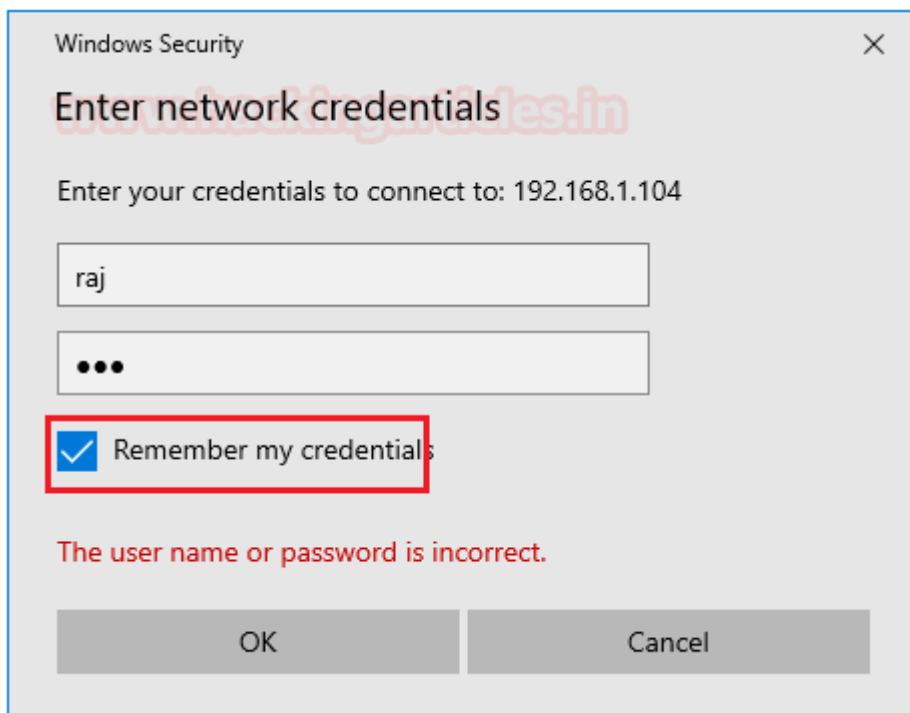 Windows Security
www.hackingarticles.in
Enter network credentials
Enter your credentials to connect to: 192.168.1.104
raj
•••
Remember my credentials
The user name or password is incorrect.
OK Cancel